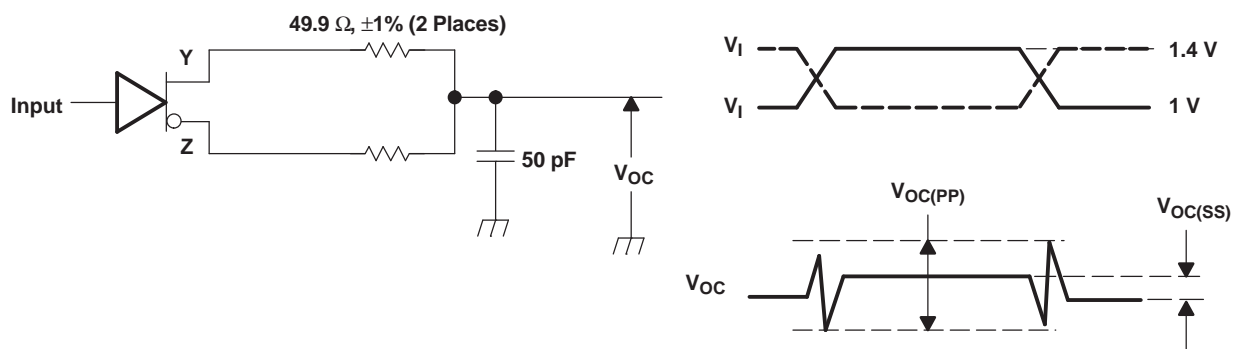 49.9 Ω, ±1% (2 Places)
Y
Input
Z
50 pF
VOC
VI
1.4 V
VI
1 V
VOC(PP)
VOC(SS)
VOC